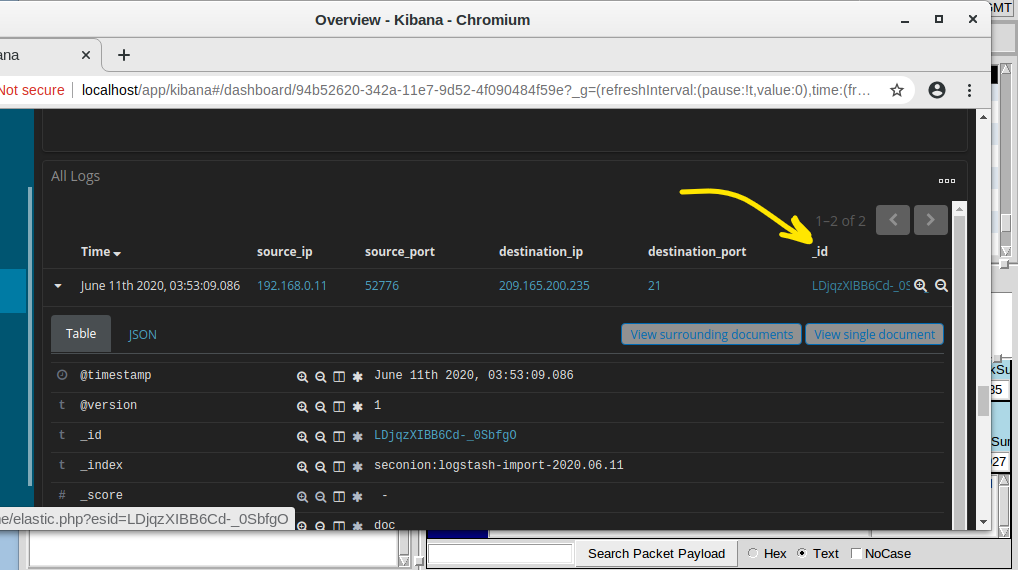 Overview - Kibana - Chromium
GMT
ana
Not secure localhost/app/kibana#/dashboard/94b52620-342a-11e7-9d52-4f090484f59e?_g=(refreshInterval:(pause:!t,value:0),time:(fr…
All Logs
1–2 of 2
Time source_ip source_port destination_ip destination_port _id
June 11th 2020, 03:53:09.086 192.168.0.11 52776 209.165.200.235 21 LDjqzXIBB6Cd-_0S
Table JSON View surrounding documents View single document
@timestamp June 11th 2020, 03:53:09.086
t @version 1
t _id LDjqzXIBB6Cd-_0SbfgO
t _index seconion:logstash-import-2020.06.11
# _score -
doc
ne/elastic.php?esid=LDjqzXIBB6Cd-_0SbfgO
kSu
35
Sur
927
Search Packet Payload Hex Text NoCase